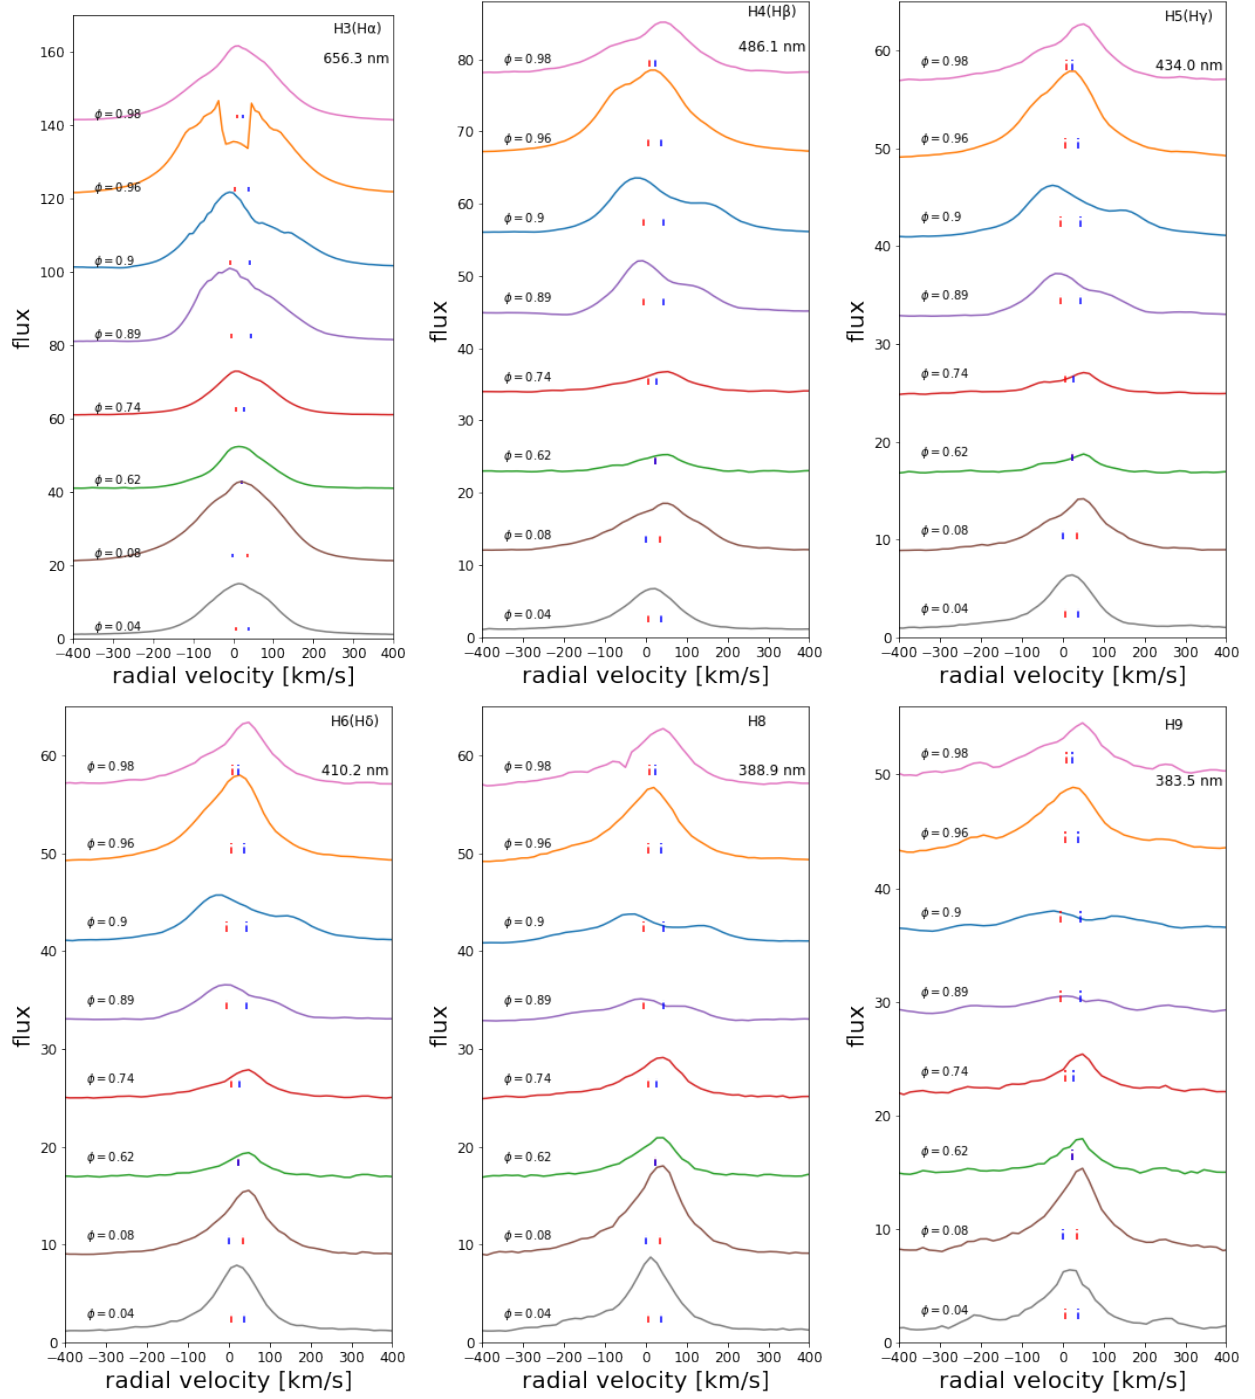 H3(Hα)
656.3 nm
160
140
120
100
80
60
40
20
0
flux
ϕ = 0.98
ϕ = 0.96
ϕ = 0.9
ϕ = 0.89
ϕ = 0.74
ϕ = 0.62
ϕ = 0.08
ϕ = 0.04
−400 −300 −200 −100 0 100 200 300 400
radial velocity [km/s]
H4(Hβ)
486.1 nm
80
70
60
50
40
30
20
10
0
flux
ϕ = 0.98
ϕ = 0.96
ϕ = 0.9
ϕ = 0.89
ϕ = 0.74
ϕ = 0.62
ϕ = 0.08
ϕ = 0.04
−400 −300 −200 −100 0 100 200 300 400
radial velocity [km/s]
H5(Hγ)
434.0 nm
60
50
40
30
20
10
0
flux
ϕ = 0.98
ϕ = 0.96
ϕ = 0.9
ϕ = 0.89
ϕ = 0.74
ϕ = 0.62
ϕ = 0.08
ϕ = 0.04
−400 −300 −200 −100 0 100 200 300 400
radial velocity [km/s]
H6(Hδ)
410.2 nm
60
50
40
30
20
10
0
flux
ϕ = 0.98
ϕ = 0.96
ϕ = 0.9
ϕ = 0.89
ϕ = 0.74
ϕ = 0.62
ϕ = 0.08
ϕ = 0.04
−400 −300 −200 −100 0 100 200 300 400
radial velocity [km/s]
H8
388.9 nm
60
50
40
30
20
10
0
flux
ϕ = 0.98
ϕ = 0.96
ϕ = 0.9
ϕ = 0.89
ϕ = 0.74
ϕ = 0.62
ϕ = 0.08
ϕ = 0.04
−400 −300 −200 −100 0 100 200 300 400
radial velocity [km/s]
H9
383.5 nm
50
40
30
20
10
0
flux
ϕ = 0.98
ϕ = 0.96
ϕ = 0.9
ϕ = 0.89
ϕ = 0.74
ϕ = 0.62
ϕ = 0.08
ϕ = 0.04
−400 −300 −200 −100 0 100 200 300 400
radial velocity [km/s]